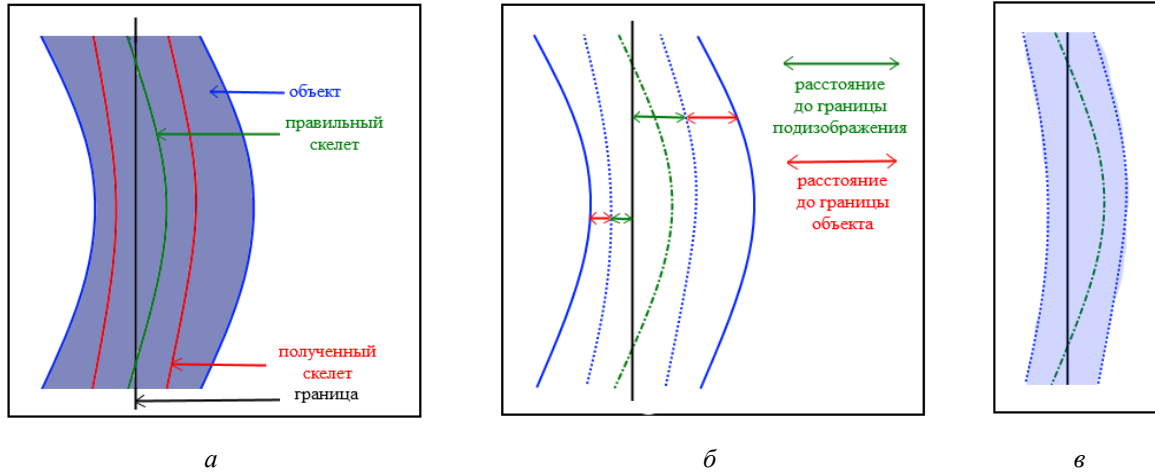 объект
правильный
скелет
полученный
скелет
граница
расстояние
до границы
подизображения
расстояние
до границы
объекта
а
б
в